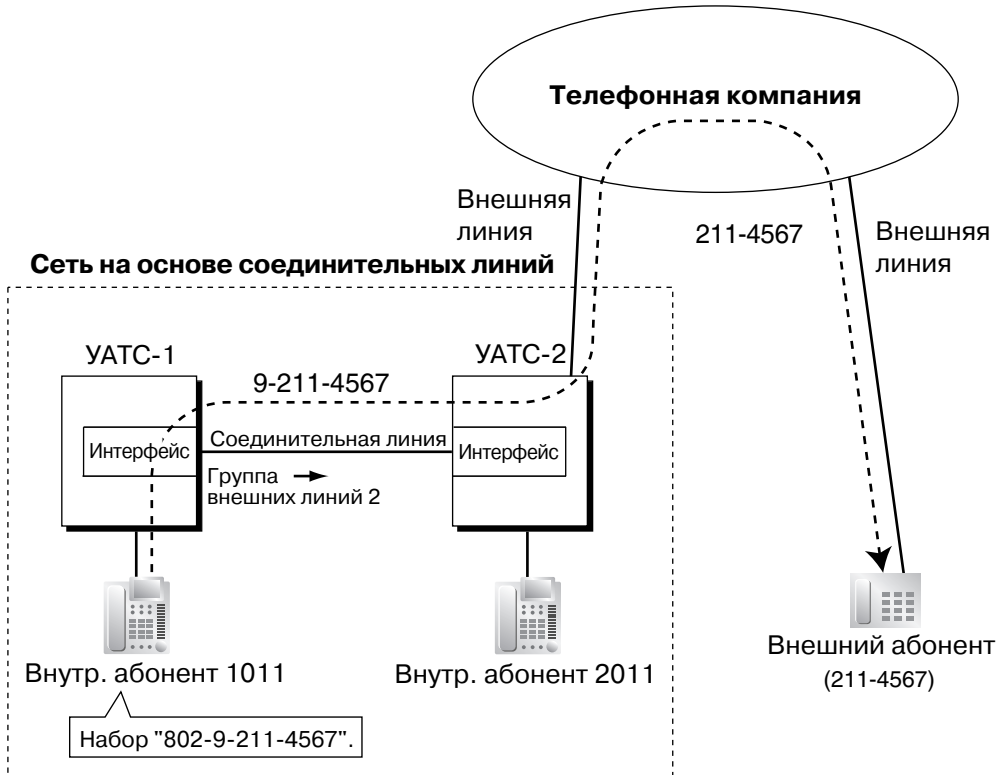 Телефонная компания
Внешняя
линия
211-4567
Внешняя
линия
Сеть на основе соединительных линий
УАТС-1
УАТС-2
9-211-4567
Интерфейс
Соединительная линия
Интерфейс
Группа
внешних линий 2
Внутр. абонент 1011
Внутр. абонент 2011
Внешний абонент
(211-4567)
Набор "802-9-211-4567".